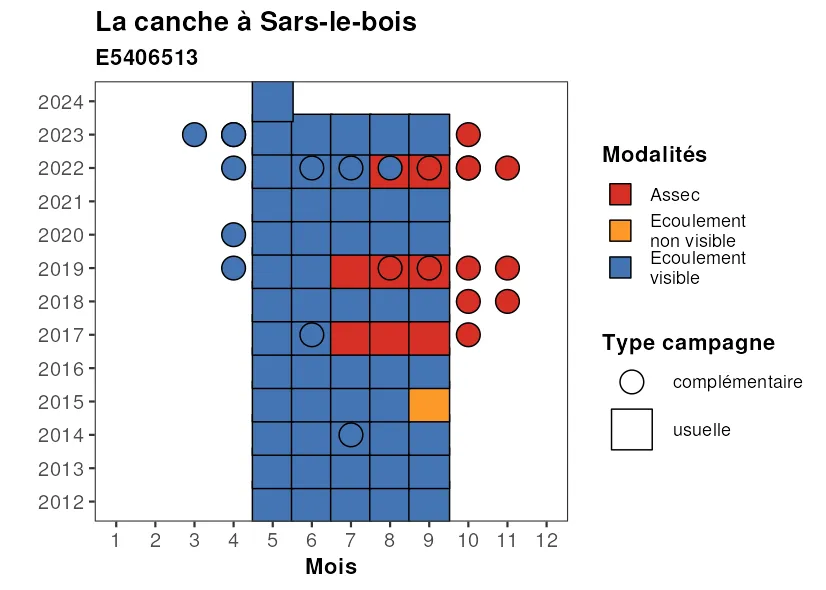 La canche à Sars-le-bois
E5406513
2024
2023
2022
2021
2020
2019
2018
2017
2016
2015
2014
2013
2012
1 2 3 4 5 6 7 8 9 10 11 12
Mois
Modalités
Assec
Ecoulement
non visible
Ecoulement
visible
Type campagne
complémentaire
usuelle